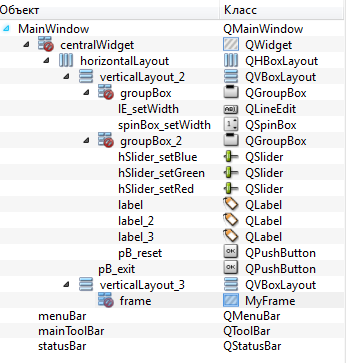 Объект Класс
MainWindow QMainWindow
centralWidget QWidget
horizontalLayout QHBoxLayout
verticalLayout_2 QVBoxLayout
groupBox QGroupBox
lE_setWidth QLineEdit
spinBox_setWidth QSpinBox
groupBox_2 QGroupBox
hSlider_setBlue QSlider
hSlider_setGreen QSlider
hSlider_setRed QSlider
label QLabel
label_2 QLabel
label_3 QLabel
pB_reset QPushButton
pB_exit QPushButton
verticalLayout_3 QVBoxLayout
frame MyFrame
menuBar QMenuBar
mainToolBar QToolBar
statusBar QStatusBar